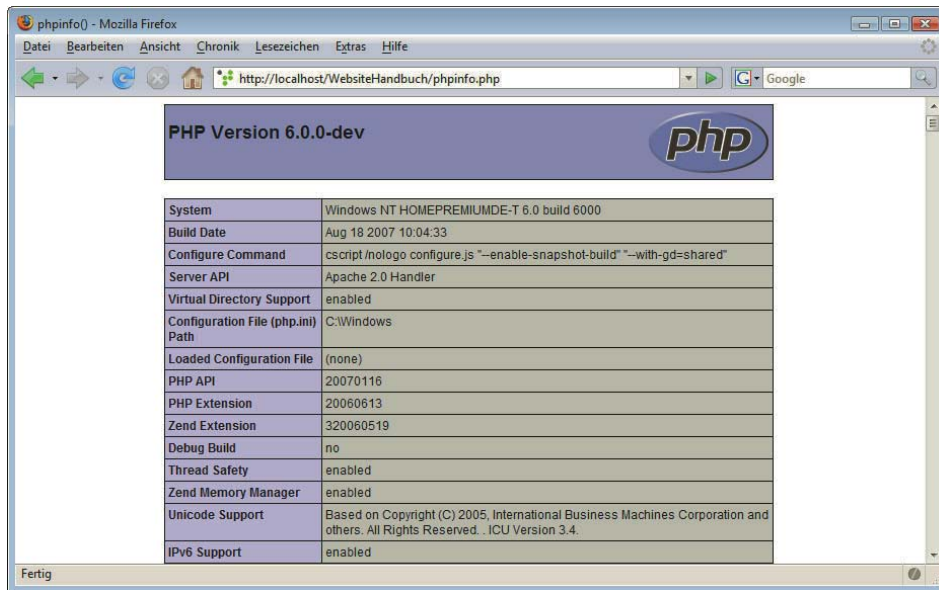 phpinfo() - Mozilla Firefox
Datei Bearbeiten Ansicht Chronik Lesezeichen Extras Hilfe
http://localhost/WebsiteHandbuch/phpinfo.php
G Google
PHP Version 6.0.0-dev
php
System Windows NT HOMEPREMIUMDE-T 6.0 build 6000
Build Date Aug 18 2007 10:04:33
Configure Command cscript /nologo configure.js "--enable-snapshot-build" "--with-gd=shared"
Server API Apache 2.0 Handler
Virtual Directory Support enabled
Configuration File (php.ini) C:\Windows
Path
Loaded Configuration File (none)
PHP API 20070116
PHP Extension 20060613
Zend Extension 320060519
Debug Build no
Thread Safety enabled
Zend Memory Manager enabled
Unicode Support Based on Copyright (C) 2005, International Business Machines Corporation and
others. All Rights Reserved. . ICU Version 3.4.
IPv6 Support enabled
Fertig